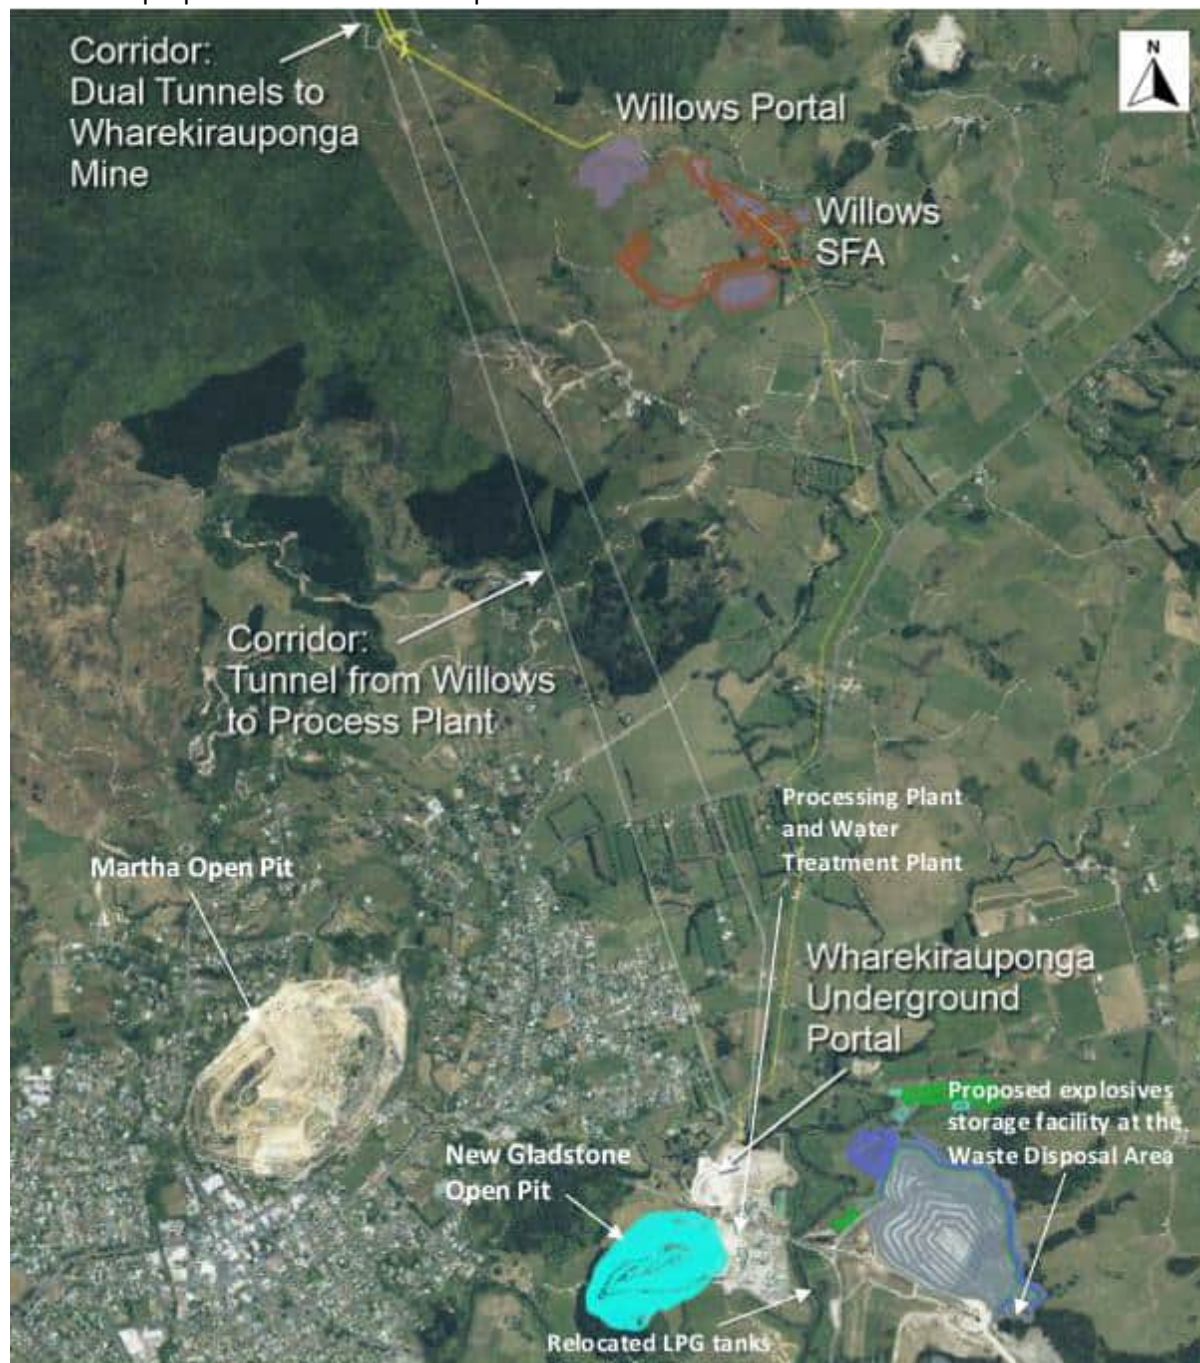 Corridor:
Dual Tunnels to
Wharekirauponga
Mine
N
Willows Portal
Willows
SFA
Corridor:
Tunnel from Willows
to Process Plant
Processing Plant
and Water
Treatment Plant
Martha Open Pit
Wharekirauponga
Underground
Portal
Proposed explosives
storage facility at the
Waste Disposal Area
New Gladstone
Open Pit
Relocated LPG tanks